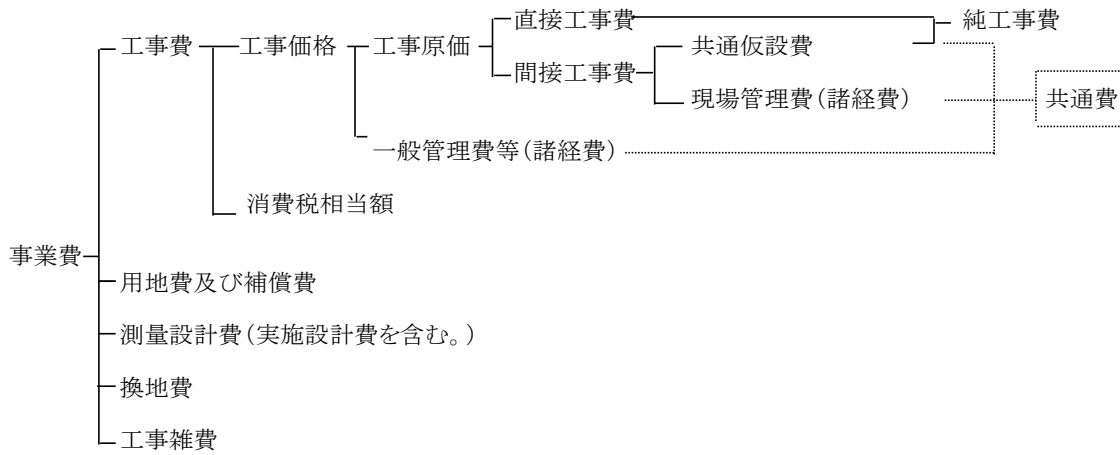 直接工事費
純工事費
工事費
工事価格
工事原価
共通仮設費
間接工事費
現場管理費(諸経費)
共通費
一般管理費等(諸経費)
消費税相当額
事業費
用地費及び補償費
測量設計費(実施設計費を含む。)
換地費
工事雑費